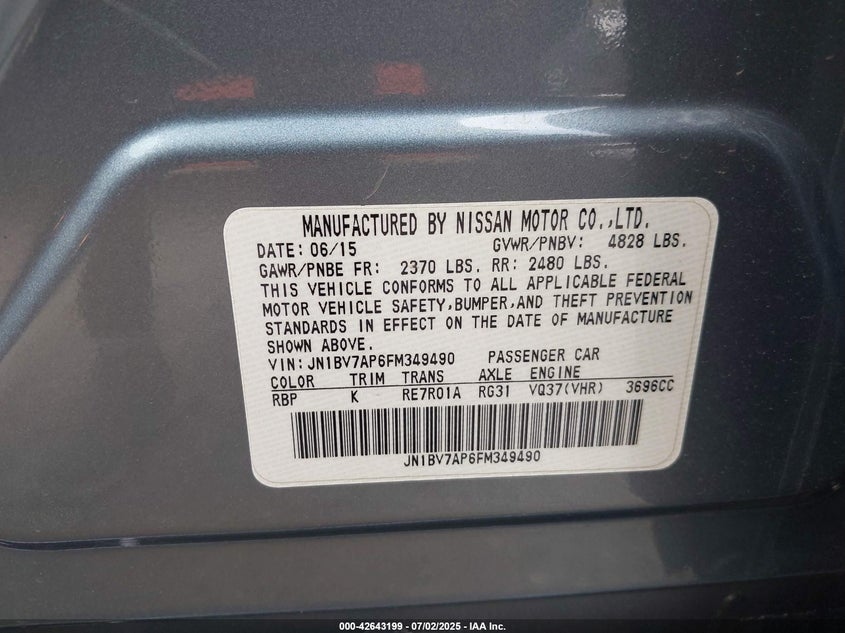 MANUFACTURED BY NISSAN MOTOR CO.,LTD.
DATE: 06/15 GVWR/PNBV: 4828 LBS.
GAWR/PNBE FR: 2370 LBS. RR: 2480 LBS.
THIS VEHICLE CONFORMS TO ALL APPLICABLE FEDERAL
MOTOR VEHICLE SAFETY,BUMPER,AND THEFT PREVENTION
STANDARDS IN EFFECT ON THE DATE OF MANUFACTURE
SHOWN ABOVE.
VIN: JN1BV7AP6FM349490 PASSENGER CAR
COLOR TRIM TRANS AXLE ENGINE
RBP K RE7R01A RG31 VQ37(VHR) 3696CC
JN1BV7AP6FM349490
000-42643199 - 07/02/2025 - IAA Inc.